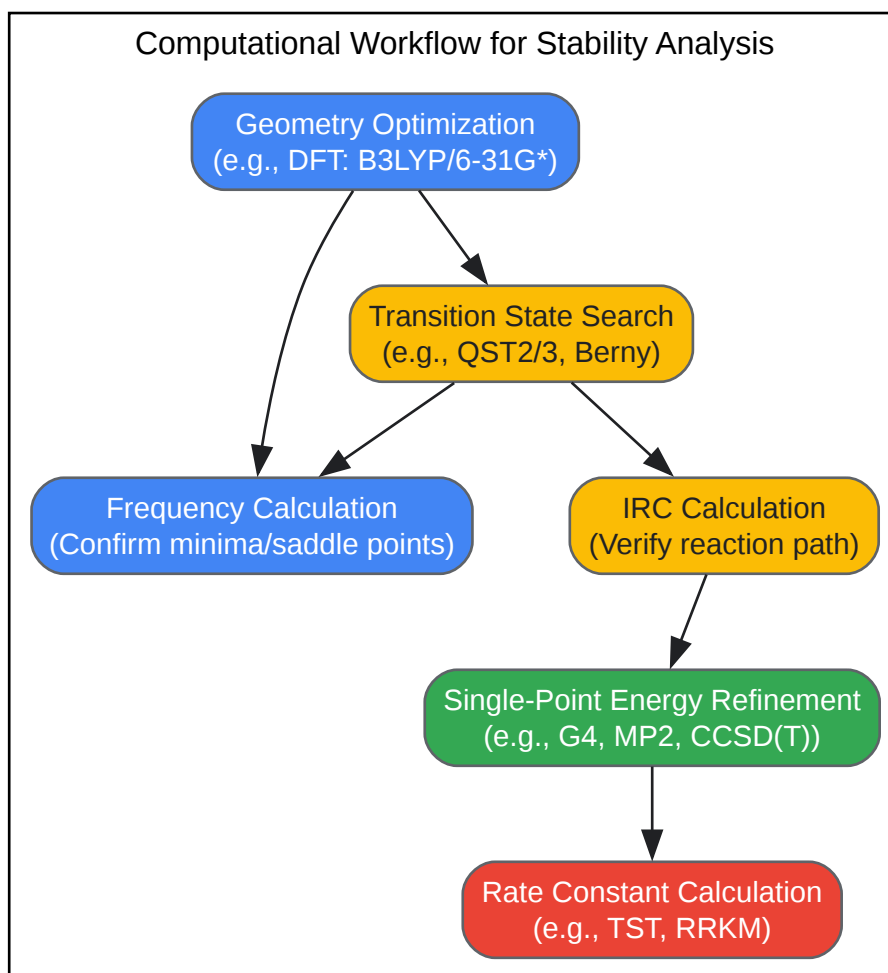 Computational Workflow for Stability Analysis
Geometry Optimization
(e.g., DFT: B3LYP/6-31G*)
Transition State Search
(e.g., QST2/3, Berny)
Frequency Calculation
(Confirm minima/saddle points)
IRC Calculation
(Verify reaction path)
Single-Point Energy Refinement
(e.g., G4, MP2, CCSD(T))
Rate Constant Calculation
(e.g., TST, RRKM)